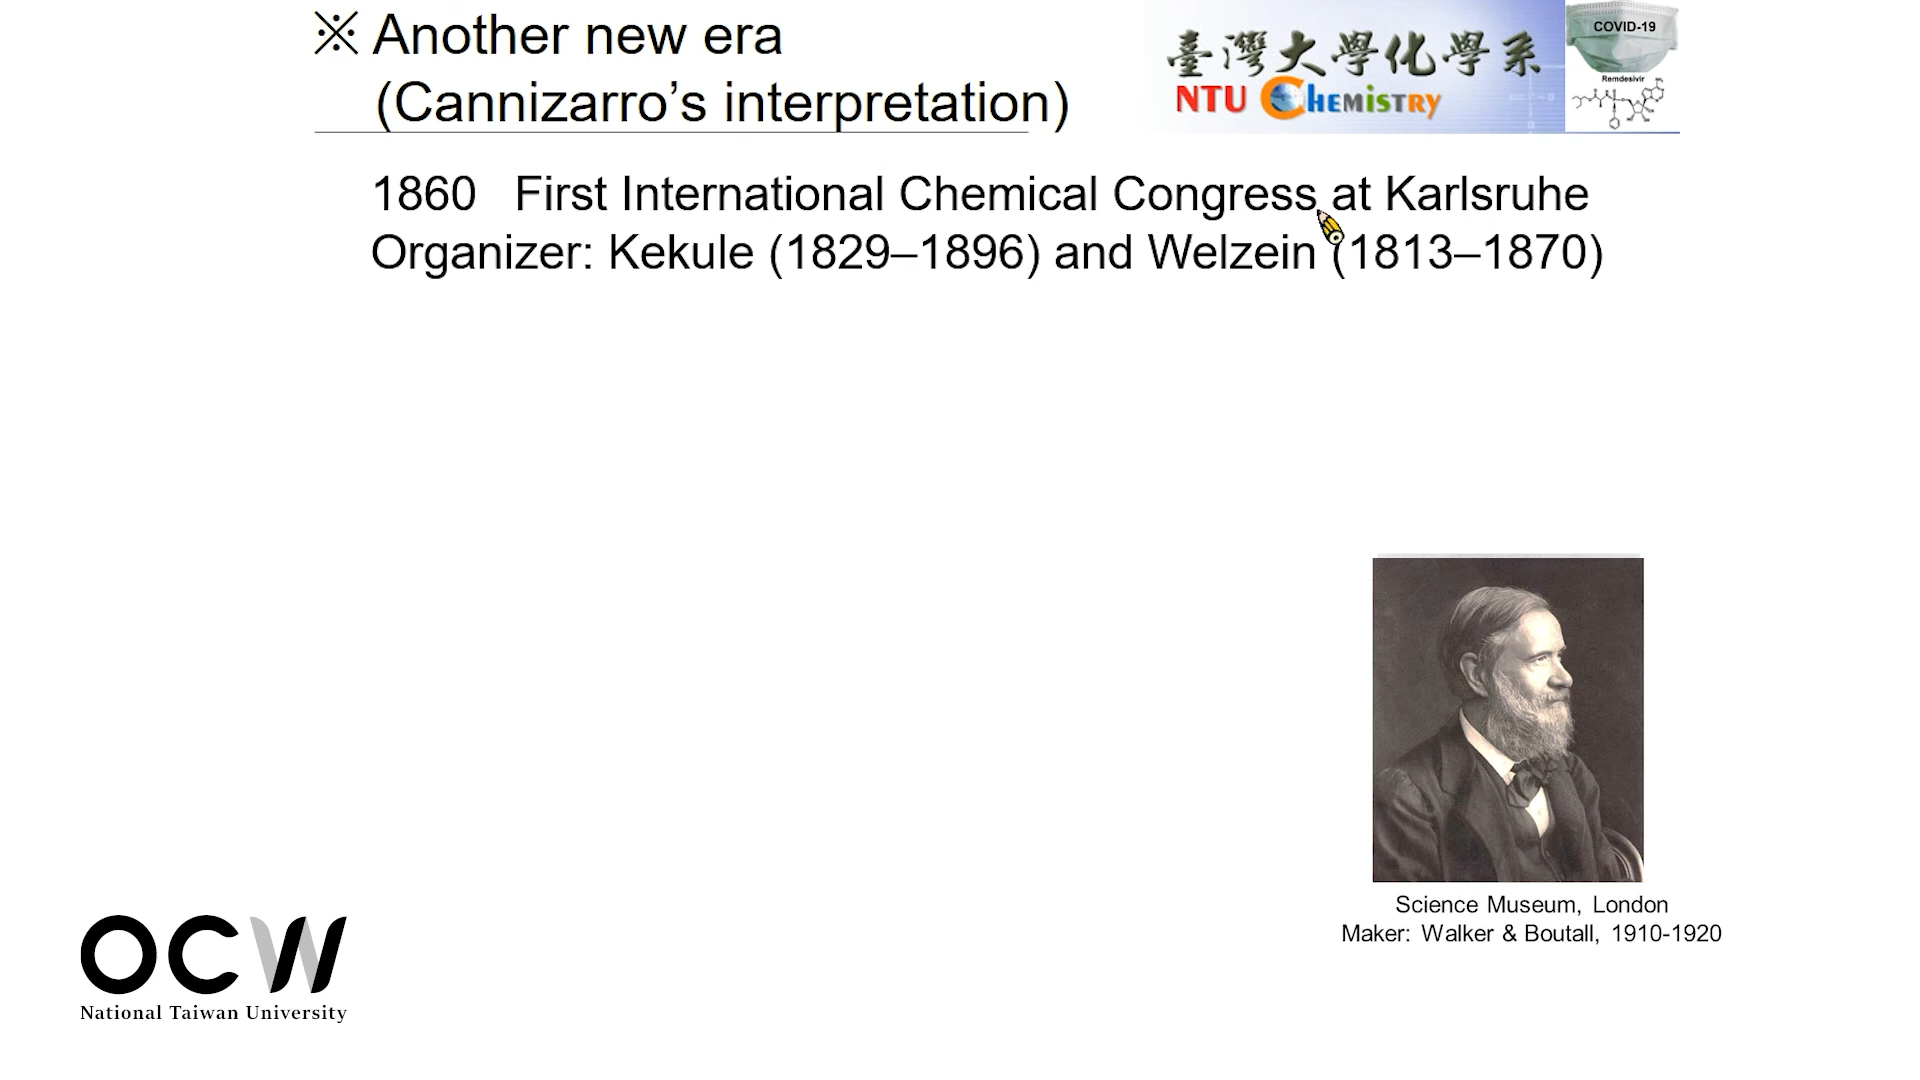 ※ Another new era
(Cannizarro’s interpretation)
臺灣大學化學系
NTU Chemistry
COVID-19
Remdesivir
1860 First International Chemical Congress at Karlsruhe
Organizer: Kekule (1829–1896) and Welzein (1813–1870)
Science Museum, London
Maker: Walker & Boutall, 1910-1920
OCW
National Taiwan University